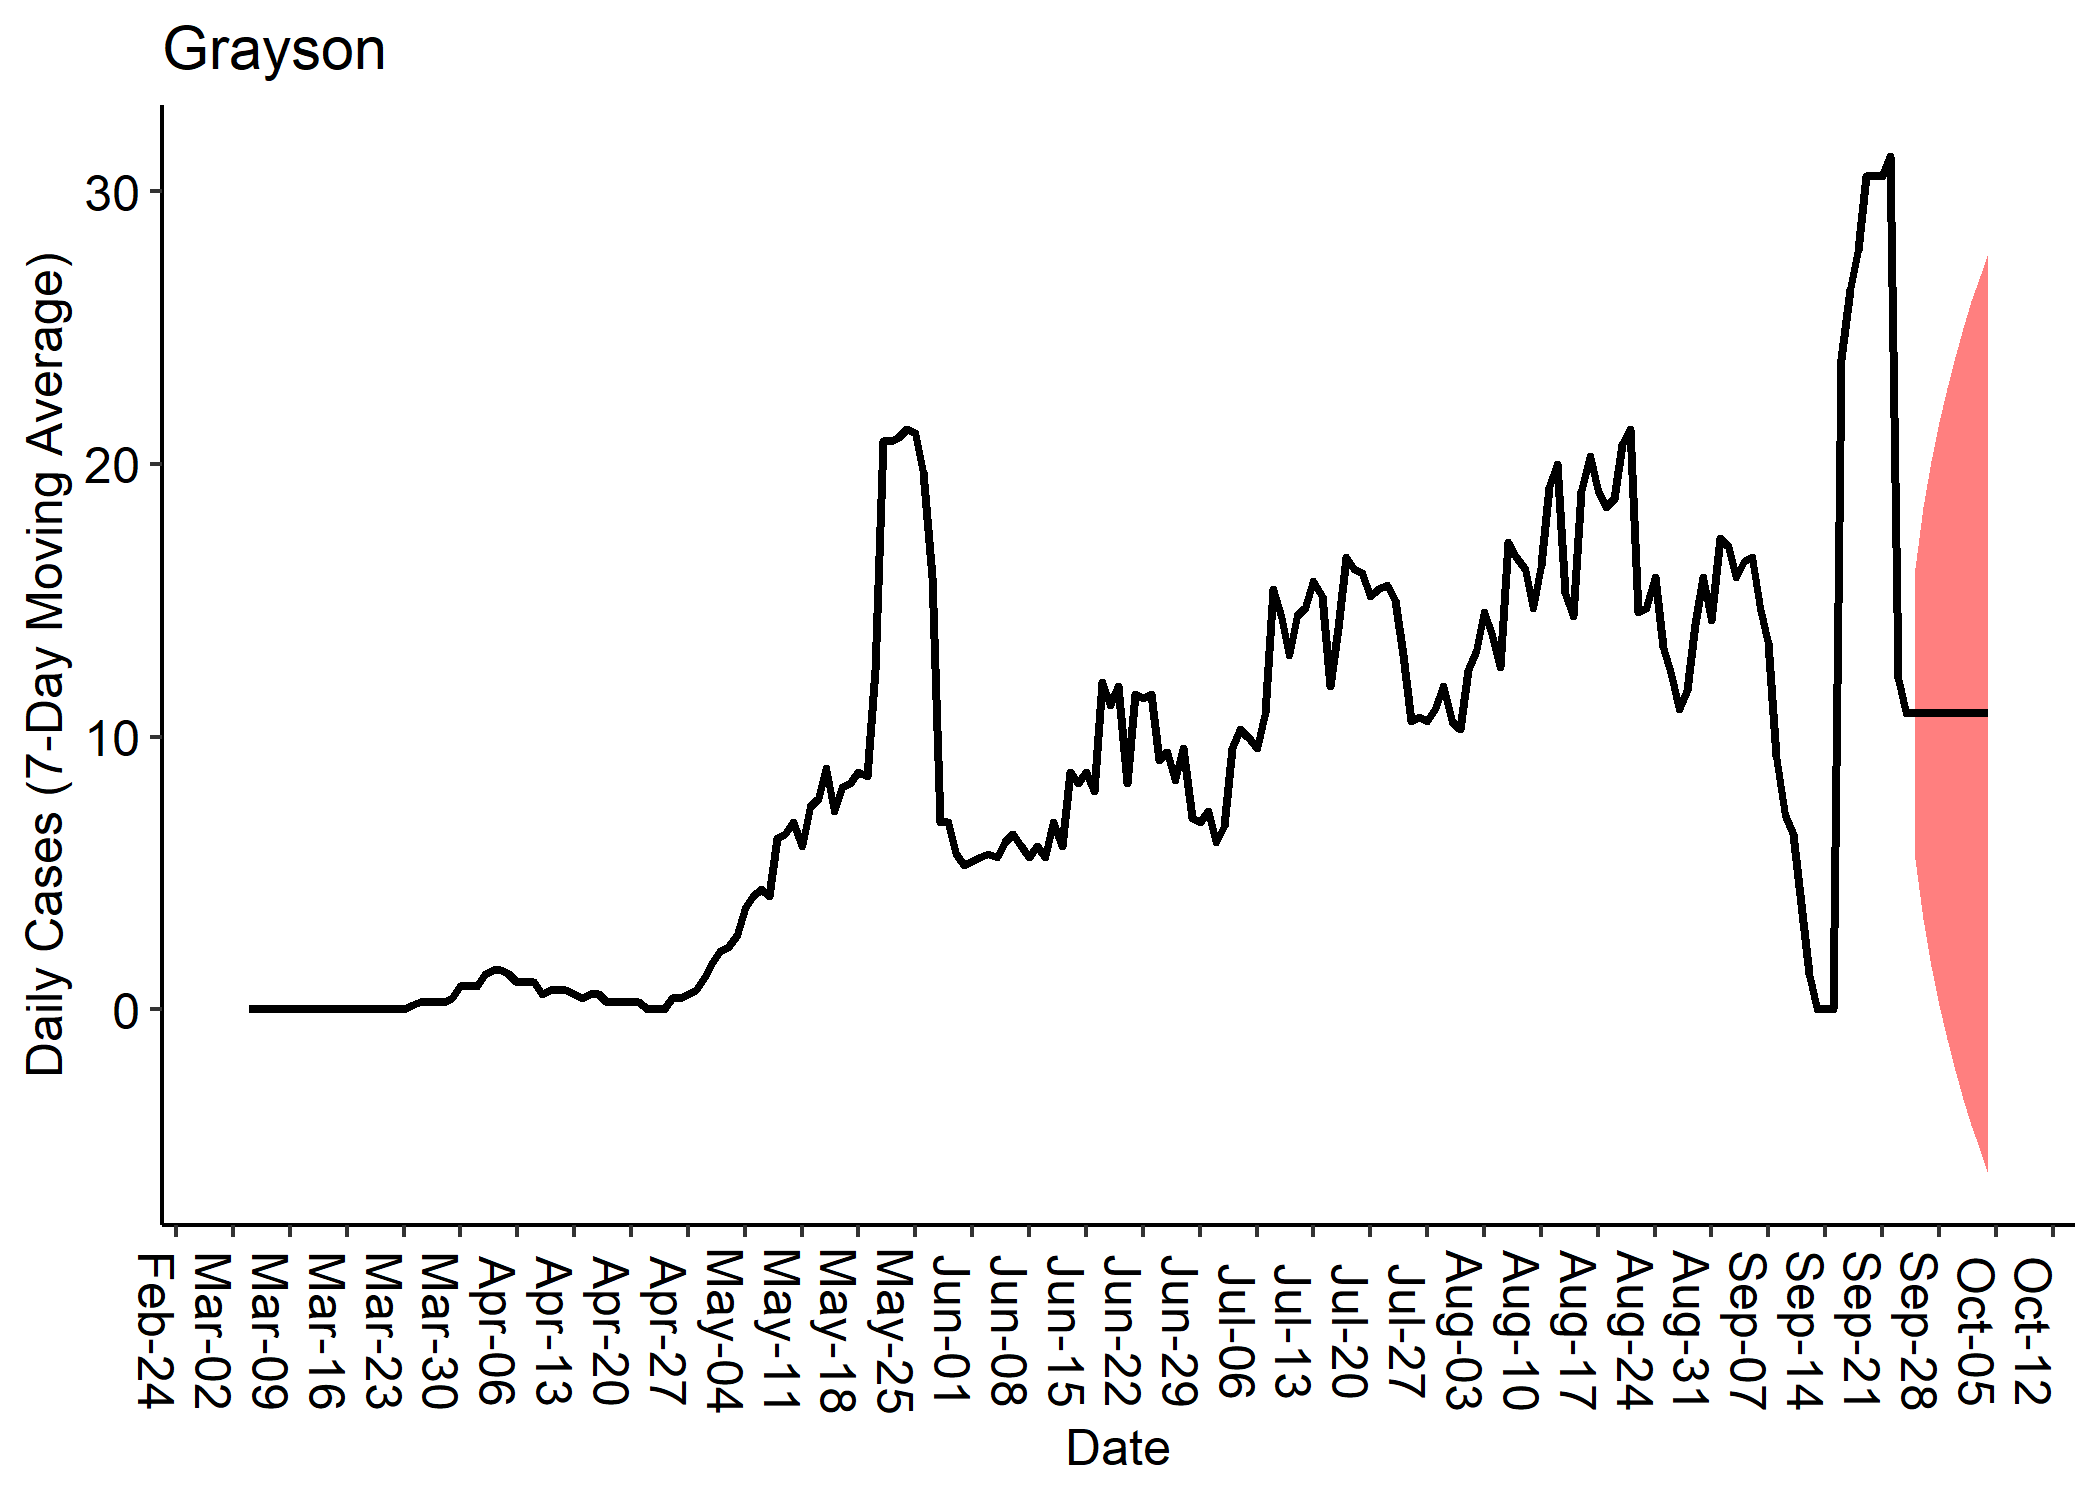 Grayson
Daily Cases (7-Day Moving Average)
30
20
10
0
Feb-24
Mar-02
Mar-09
Mar-16
Mar-23
Mar-30
Apr-06
Apr-13
Apr-20
Apr-27
May-04
May-11
May-18
May-25
Jun-01
Jun-08
Jun-15
Jun-22
Jun-29
Jul-06
Jul-13
Jul-20
Jul-27
Aug-03
Aug-10
Aug-17
Aug-24
Aug-31
Sep-07
Sep-14
Sep-21
Sep-28
Oct-05
Oct-12
Date